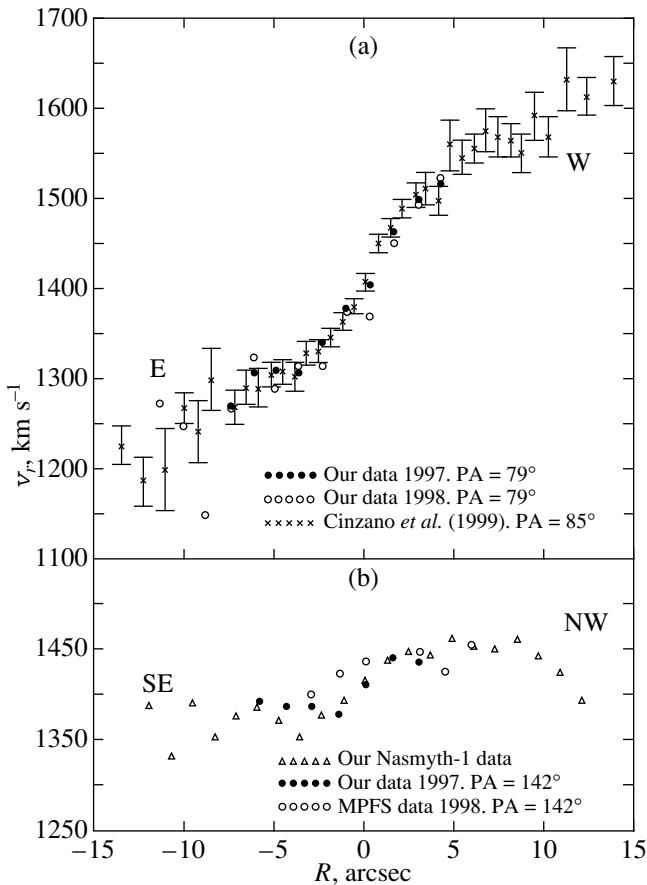 1700
(a)
1600
W
1500
1400
1300
E
1200
● ● ● ● ● Our data 1997. PA = 79°
○ ○ ○ ○ ○ Our data 1998. PA = 79°
× × × × × Cinzano et al. (1999). PA = 85°
1100
v_r, km s⁻¹
(b)
NW
1450
SE
1350
△ △ △ △ △ Our Nasmyth-1 data
● ● ● ● ● Our data 1997. PA = 142°
○ ○ ○ ○ ○ MPFS data 1998. PA = 142°
1250
−15 −10 −5 0 5 10 15
R, arcsec